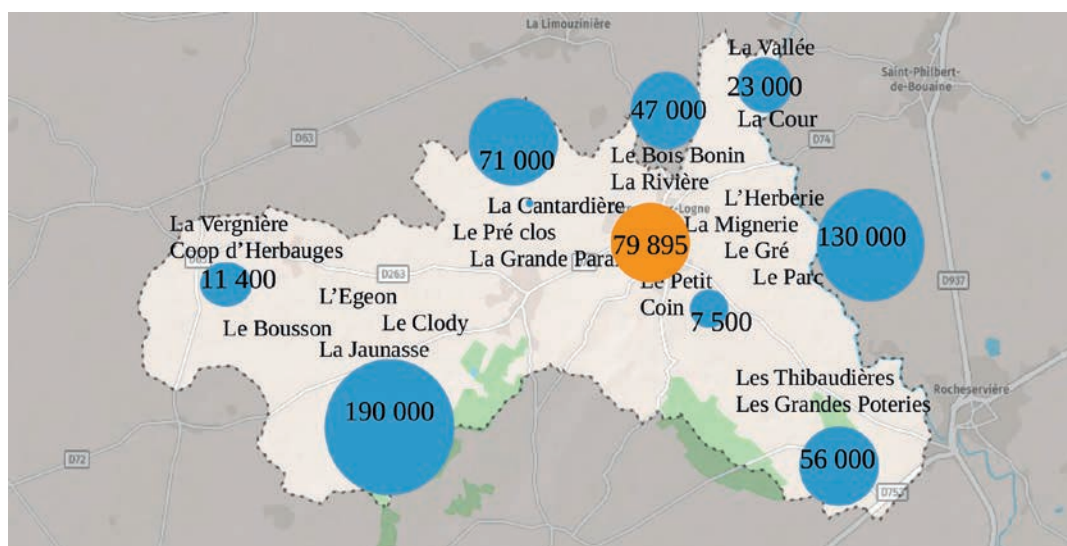 La Limouzinière
La Vallée
23 000
La Cour
Saint-Philbert-
de-Bouaine
D63
D74
47 000
71 000
Le Bois Bonin
La Rivière
La Cantardière
Logne
L'Herberie
La Mignerie
Le Gré
Le Parc
130 000
La Vergnière
Coop d'Herbauges
11 400
Le Pré clos
La Grande Para
79 895
D263
D937
L'Egeon
Le Petit
Coin
7 500
Le Bousson
Le Clody
La Jaunasse
190 000
Les Thibaudières
Les Grandes Poteries
Rocheservière
56 000
D72
D753